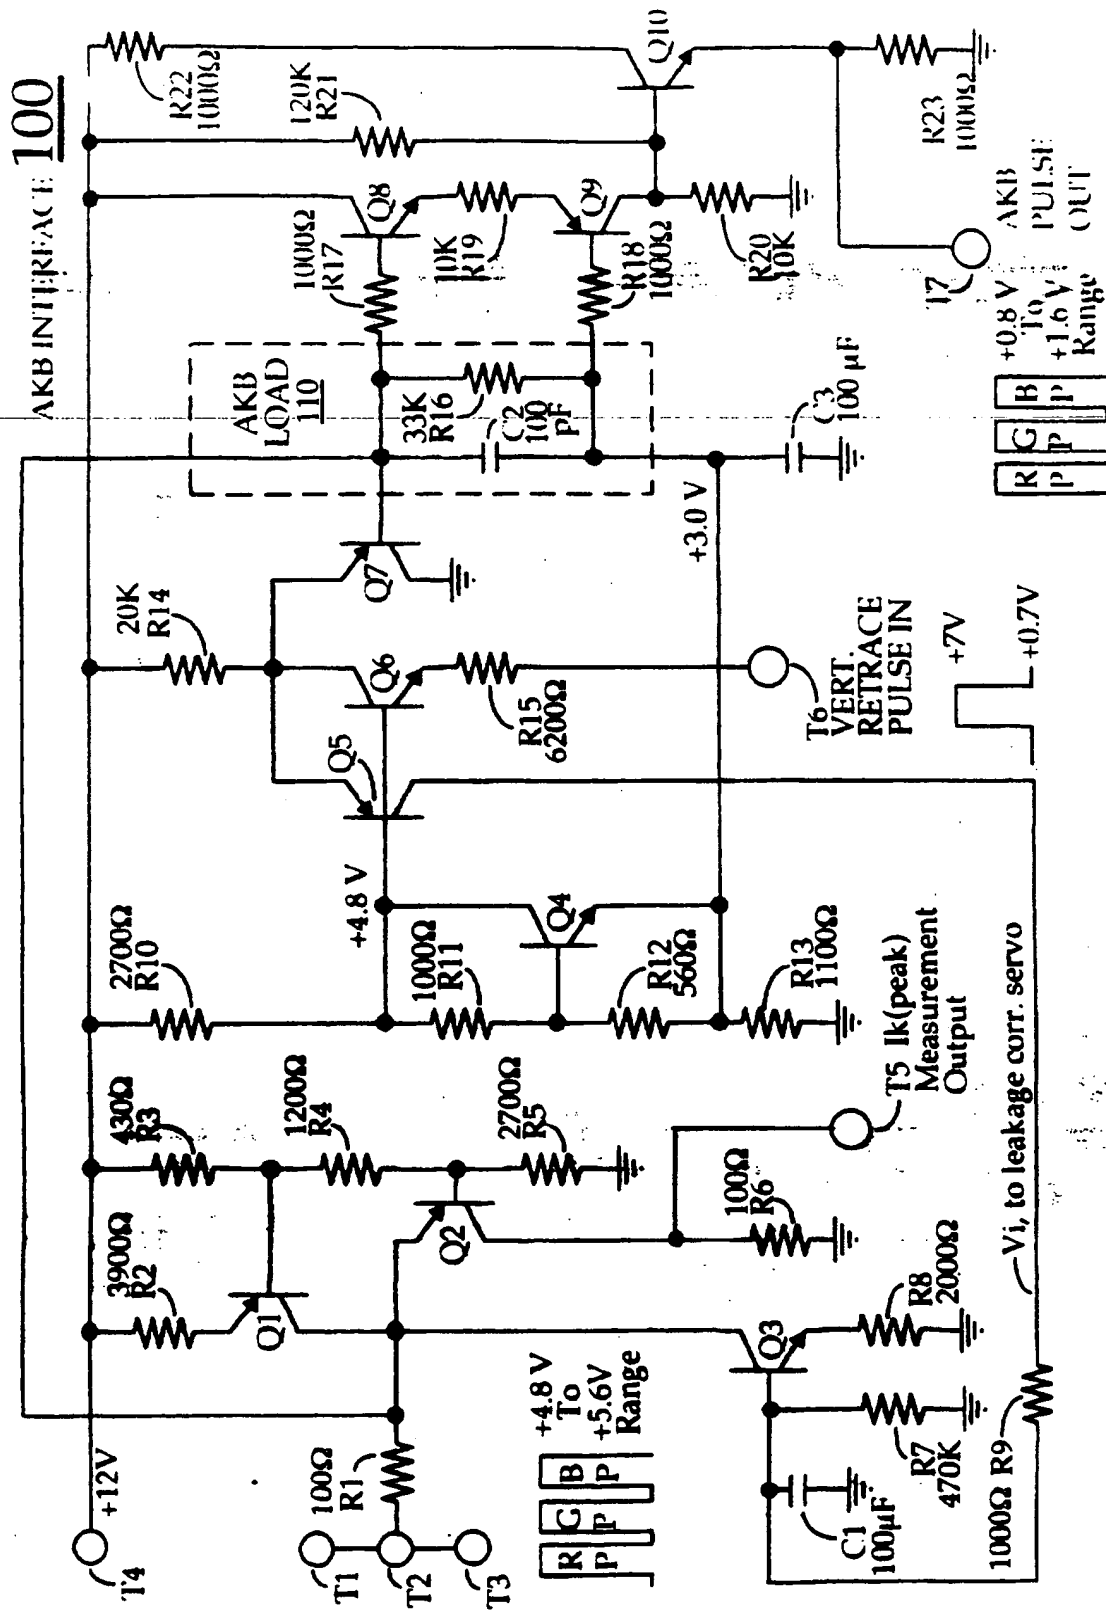 AKB INTERFACE 100
+12V
T4
T1
T2
T3
100Ω
R1
3900Ω
R2
430Ω
R3
1200Ω
R4
2700Ω
R5
Q1
Q2
100Ω
R6
T5 Ik(peak)
Measurement
Output
Q3
R8
2000Ω
R7
470K
C1
100µF
1000Ω R9
Vi, to leakage corr. servo
+4.8 V
To
+5.6V
Range
R
P
G
P
B
P
2700Ω
R10
+4.8 V
1000Ω
R11
Q4
R12
560Ω
R13
1100Ω
Q5
Q6
20K
R14
R15
6200Ω
Q7
T6
VERT.
RETRACE
PULSE IN
+7V
+0.7V
+3.0 V
AKB
LOAD
110
33K
R16
C2
100
PF
C3
100 µF
1000Ω
R17
R18
1000Ω
Q8
10K
R19
Q9
R20
10K
120K
R21
R22
1000Ω
Q10
R23
1000Ω
T7
AKB
PULSE
OUT
+0.8 V
To
+1.6 V
Range
R
P
G
P
B
P